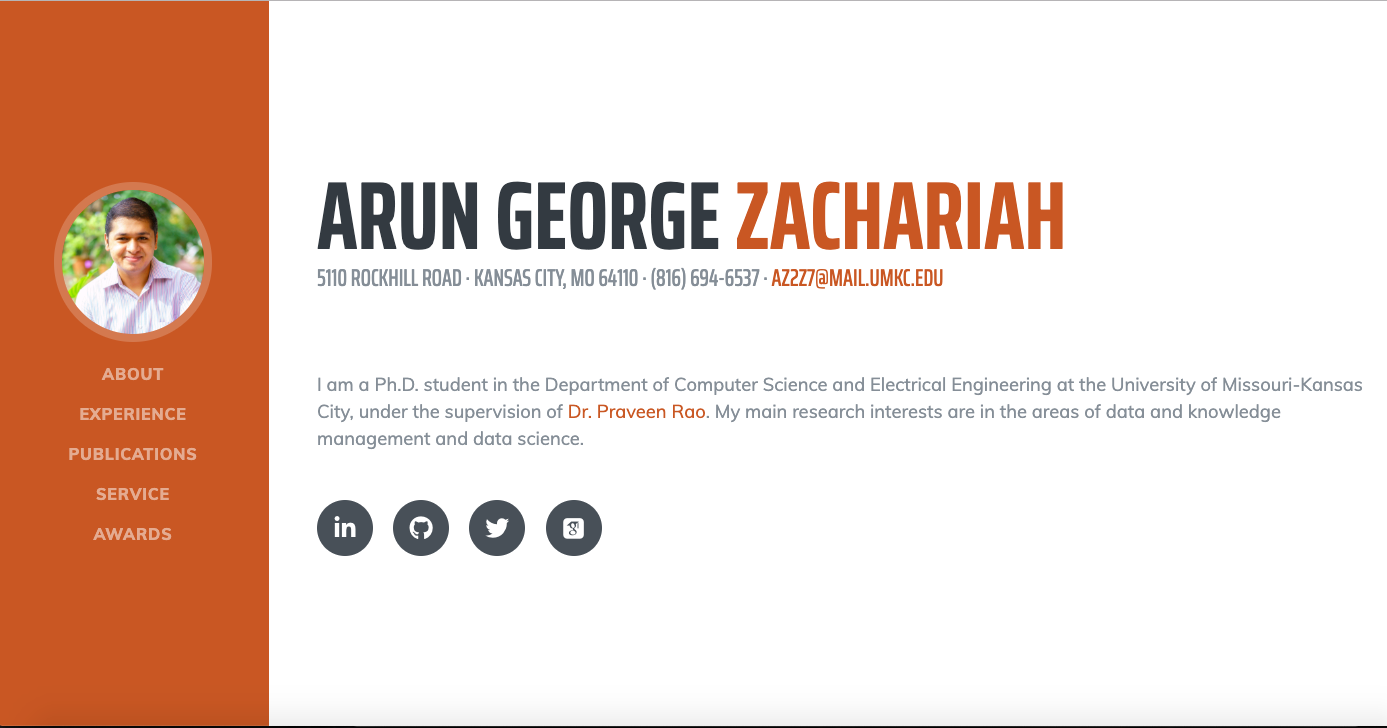 ABOUT
EXPERIENCE
PUBLICATIONS
SERVICE
AWARDS
ARUN GEORGE ZACHARIAH
5110 ROCKHILL ROAD · KANSAS CITY, MO 64110 · (816) 694-6537 · AZ2Z7@MAIL.UMKC.EDU
I am a Ph.D. student in the Department of Computer Science and Electrical Engineering at the University of Missouri-Kansas
City, under the supervision of Dr. Praveen Rao. My main research interests are in the areas of data and knowledge
management and data science.
in